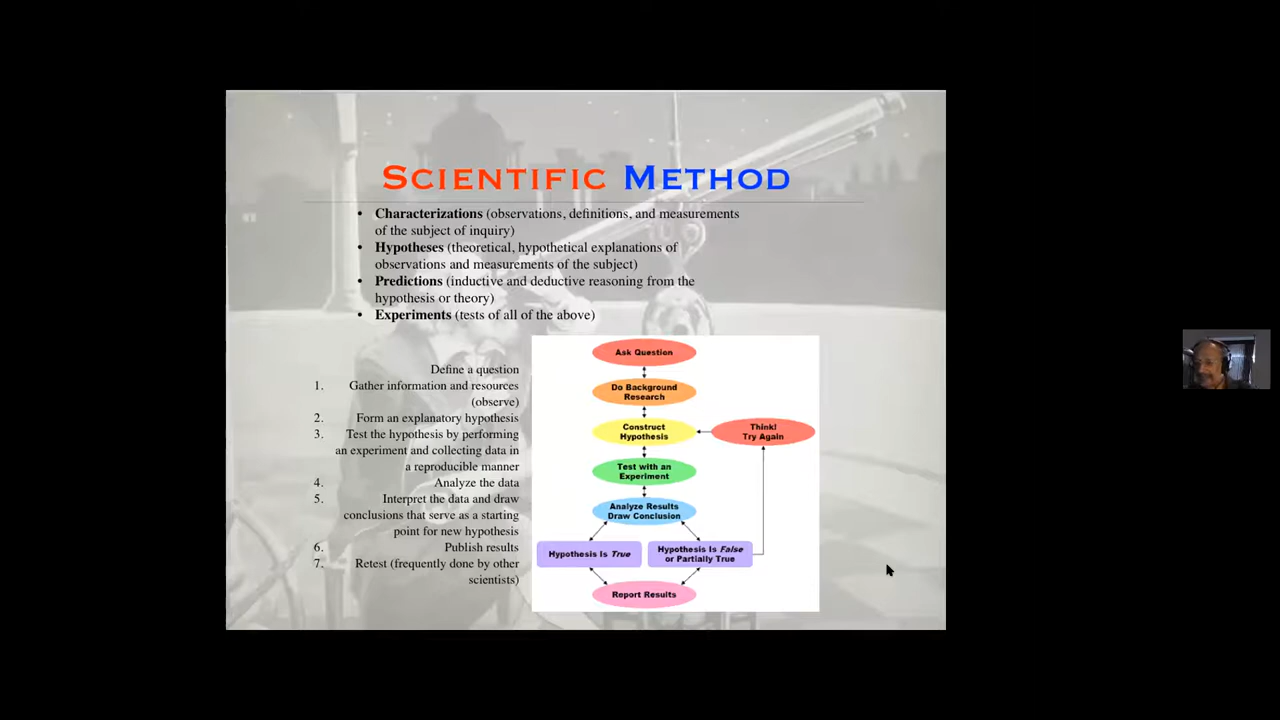 SCIENTIFIC METHOD
• Characterizations (observations, definitions, and measurements
of the subject of inquiry)
• Hypotheses (theoretical, hypothetical explanations of
observations and measurements of the subject)
• Predictions (inductive and deductive reasoning from the
hypothesis or theory)
• Experiments (tests of all of the above)
Define a question
1. Gather information and resources
(observe)
2. Form an explanatory hypothesis
3. Test the hypothesis by performing
an experiment and collecting data in
a reproducible manner
4. Analyze the data
5. Interpret the data and draw
conclusions that serve as a starting
point for new hypothesis
6. Publish results
7. Retest (frequently done by other
scientists)
Ask Question
Do Background
Research
Construct
Hypothesis
Think!
Try Again
Test with an
Experiment
Analyze Results
Draw Conclusion
Hypothesis Is True
Hypothesis Is False
or Partially True
Report Results